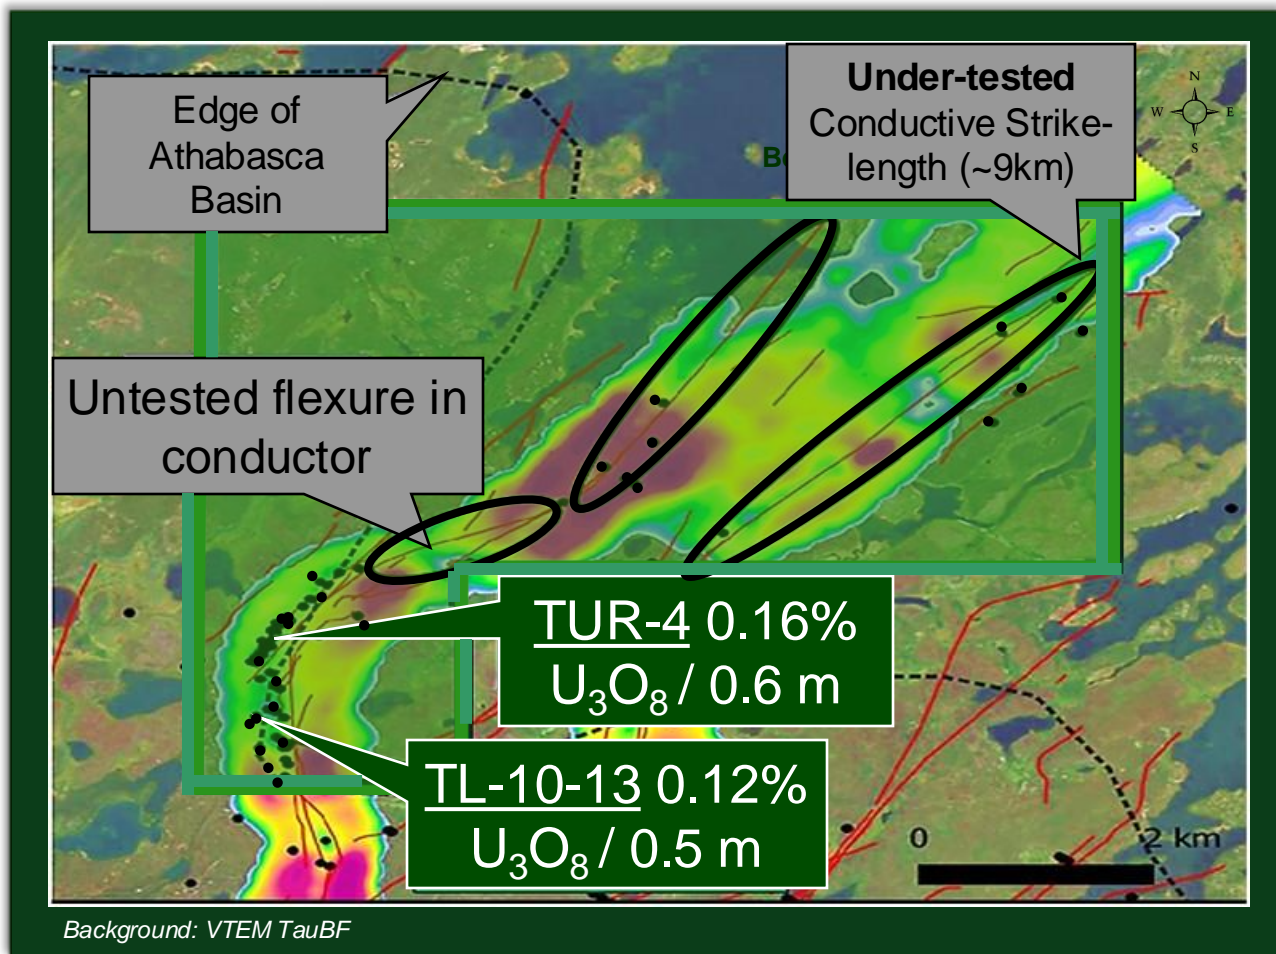 Edge of
Athabasca
Basin
Under-tested
Conductive Strike-
length (~9km)
N
W E
S
Untested flexure in
conductor
TUR-4 0.16%
U₃O₈ / 0.6 m
TL-10-13 0.12%
U₃O₈ / 0.5 m
0 2 km
Background: VTEM TauBF